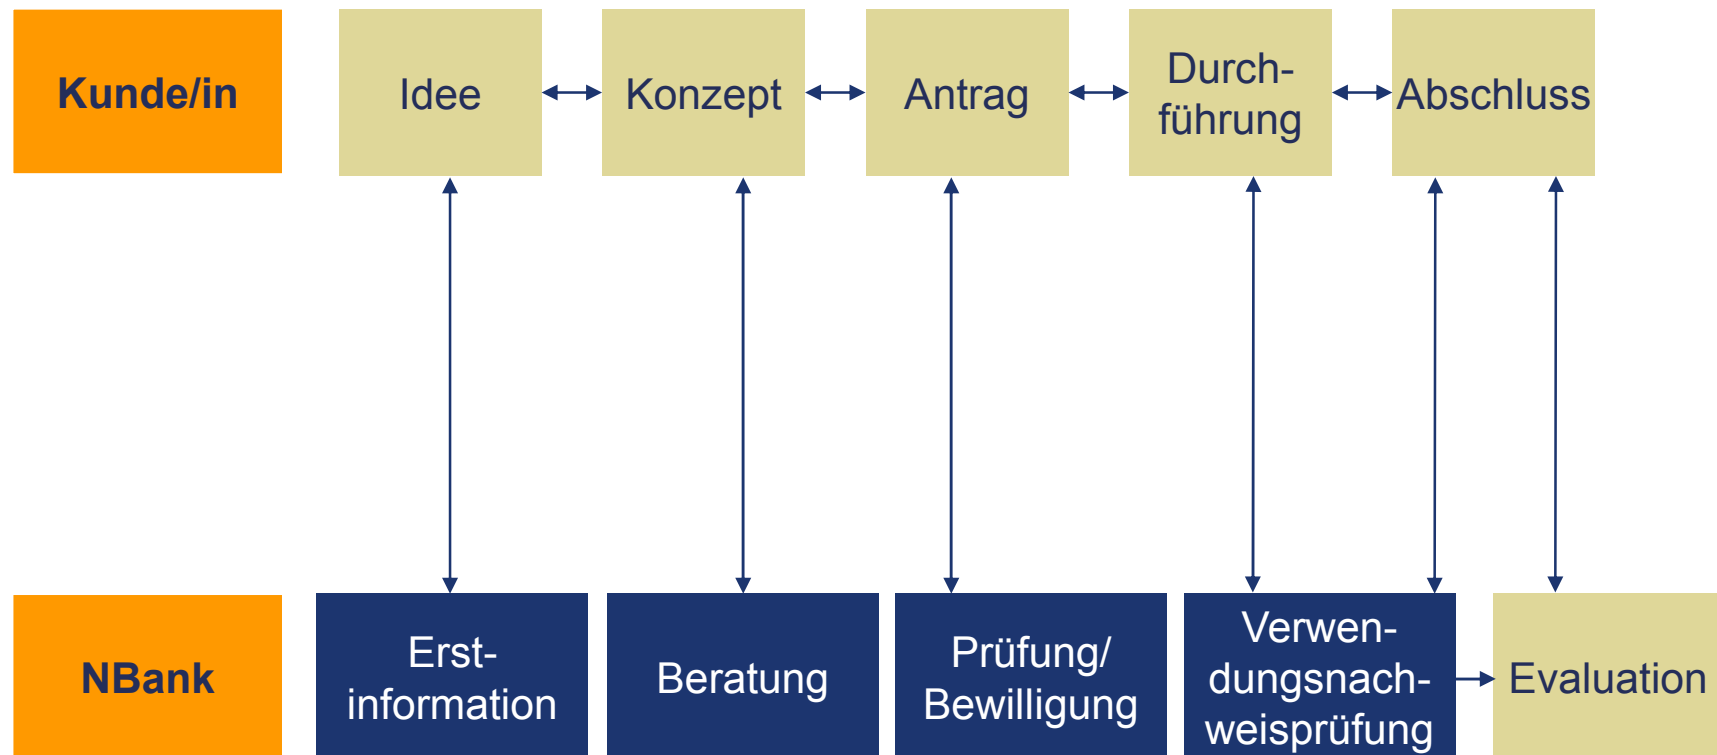 Kunde/in
Idee
Konzept
Antrag
Durch-
führung
Abschluss
NBank
Erst-
information
Beratung
Prüfung/
Bewilligung
Verwen-
dungsnach-
weisprüfung
Evaluation